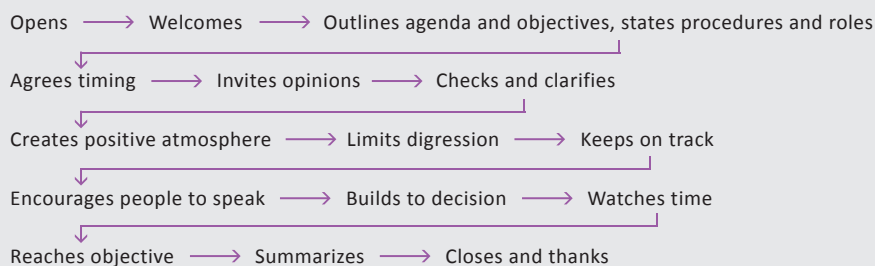 Opens Welcomes Outlines agenda and objectives, states procedures and roles
Agrees timing Invites opinions Checks and clarifies
Creates positive atmosphere Limits digression Keeps on track
Encourages people to speak Builds to decision Watches time
Reaches objective Summarizes Closes and thanks